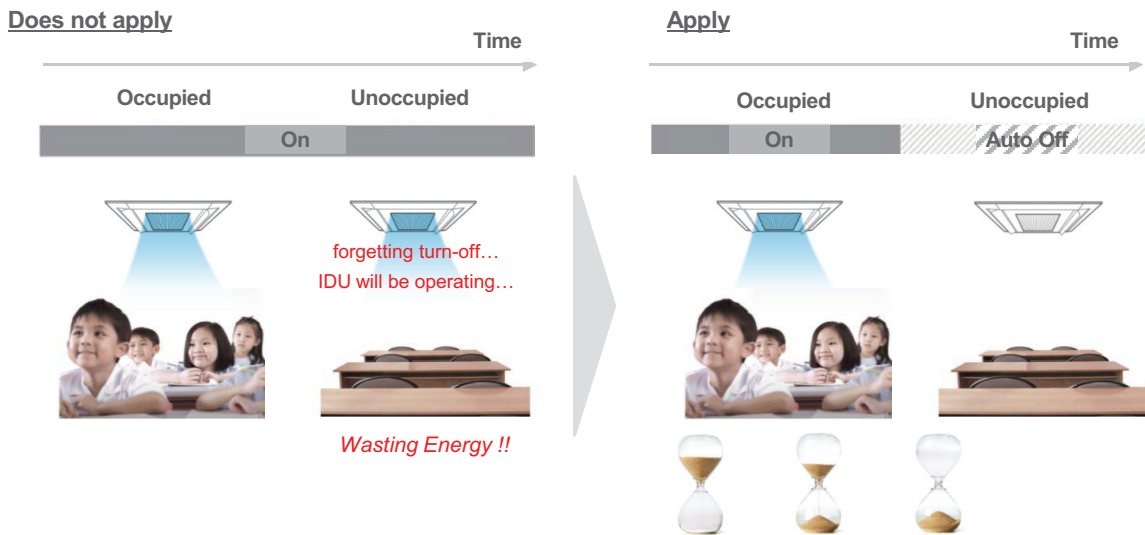 Does not apply
Time
Occupied
Unoccupied
On
forgetting turn-off…
IDU will be operating…
Wasting Energy !!
Apply
Time
Occupied
Unoccupied
On
Auto Off